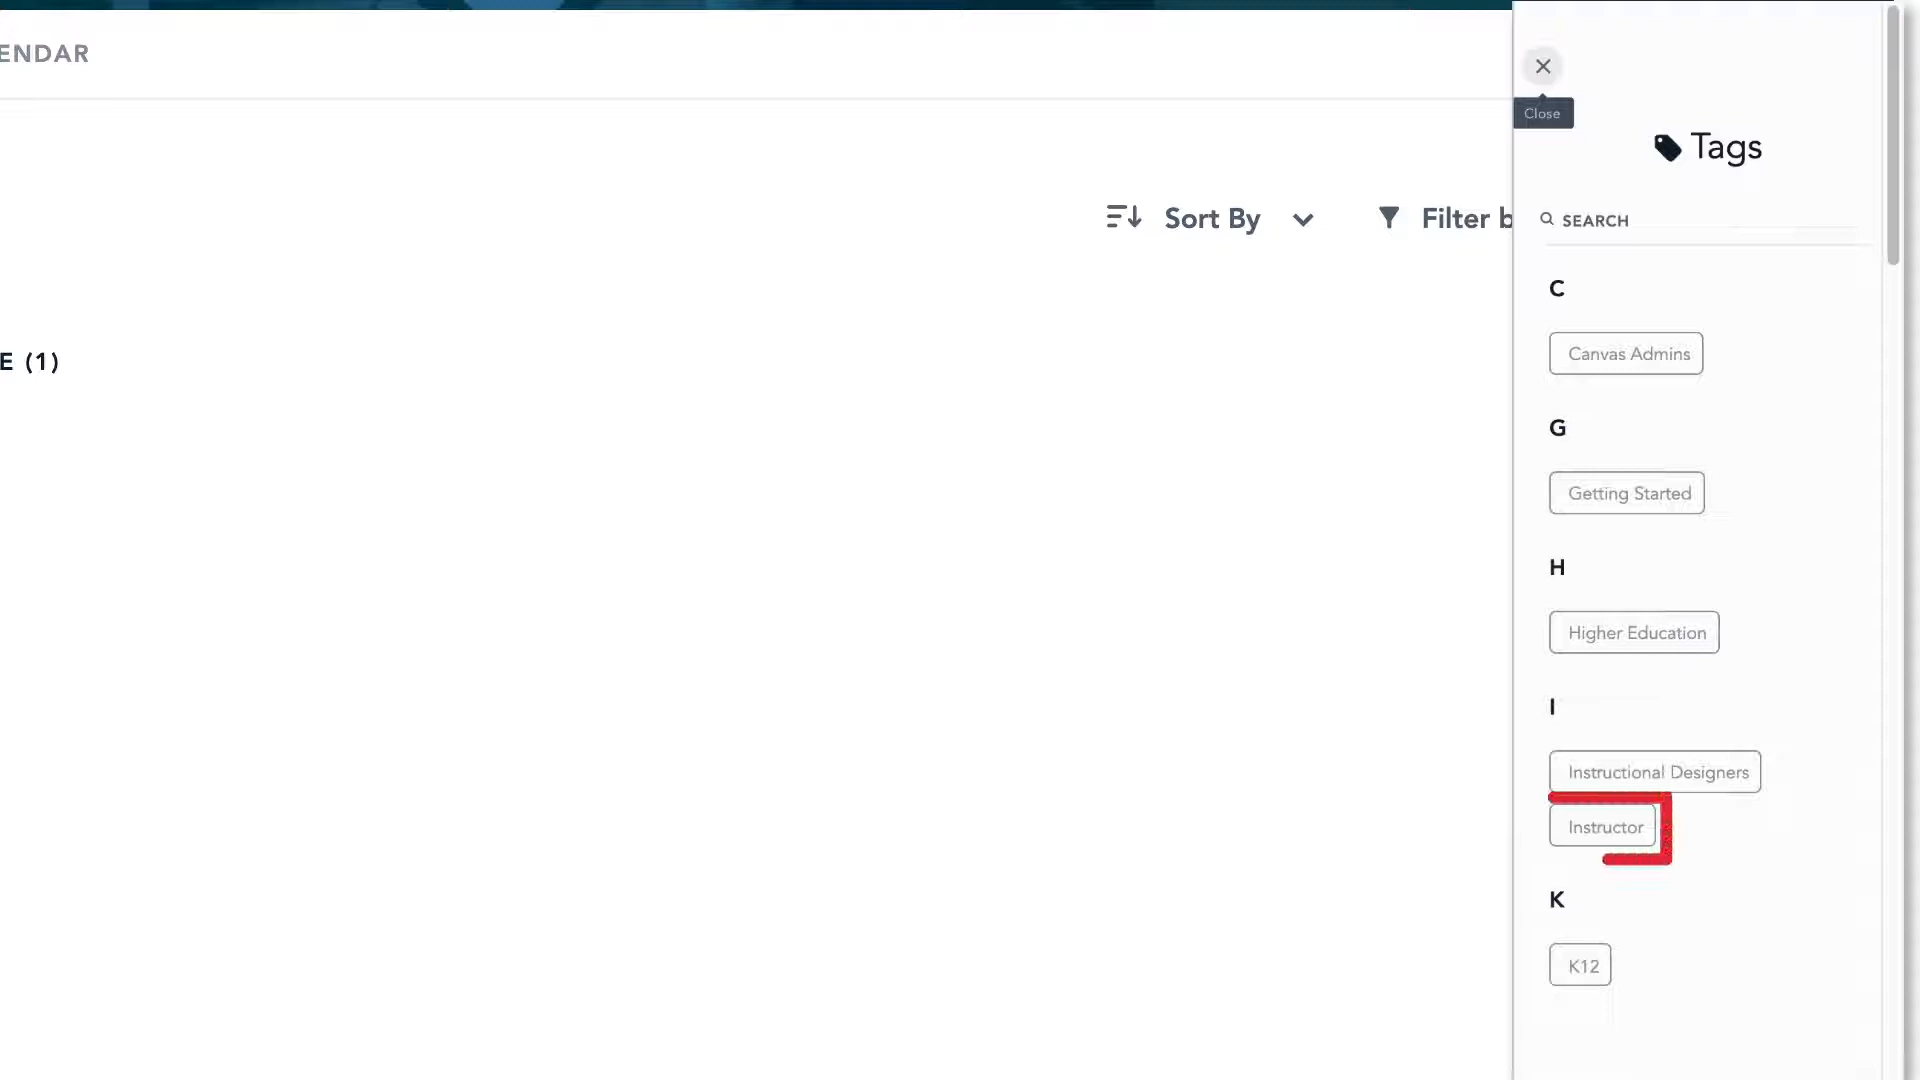 ENDAR
Close
Tags
Sort By
Filter b
SEARCH
C
Canvas Admins
G
Getting Started
E (1)
H
Higher Education
I
Instructional Designers
Instructor
K
K12